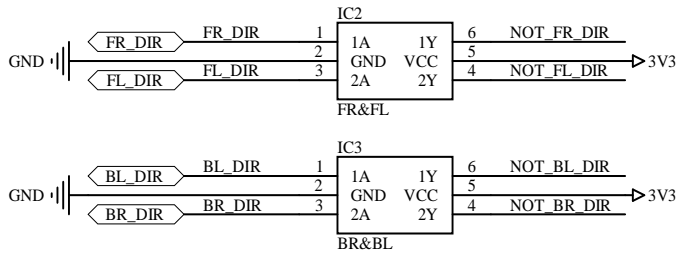 IC2
FR_DIR FR_DIR 1 1A 1Y 6 NOT_FR_DIR
GND 2 GND VCC 5 3V3
FL_DIR FL_DIR 3 2A 2Y 4 NOT_FL_DIR
FR&FL
IC3
BL_DIR BL_DIR 1 1A 1Y 6 NOT_BL_DIR
GND 2 GND VCC 5 3V3
BR_DIR BR_DIR 3 2A 2Y 4 NOT_BR_DIR
BR&BL